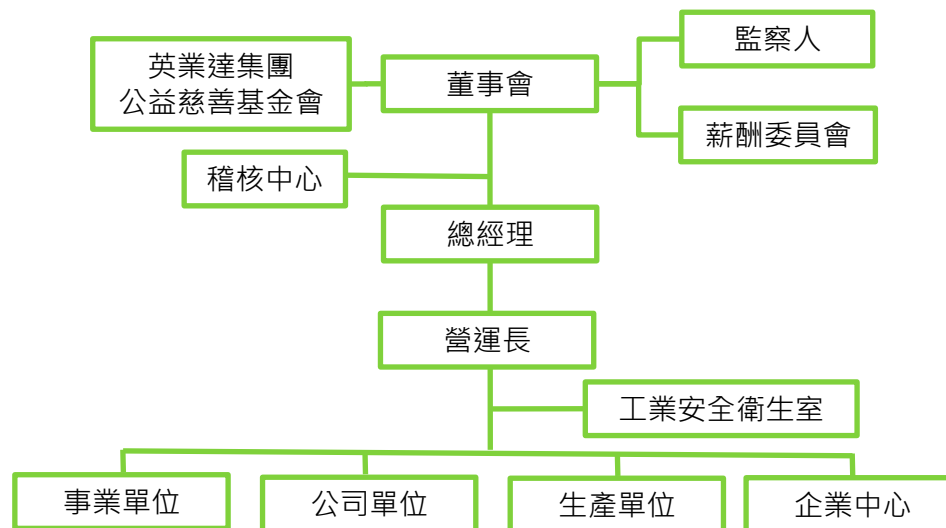 監察人
英業達集團
公益慈善基金會
董事會
薪酬委員會
稽核中心
總經理
營運長
工業安全衛生室
事業單位
公司單位
生產單位
企業中心